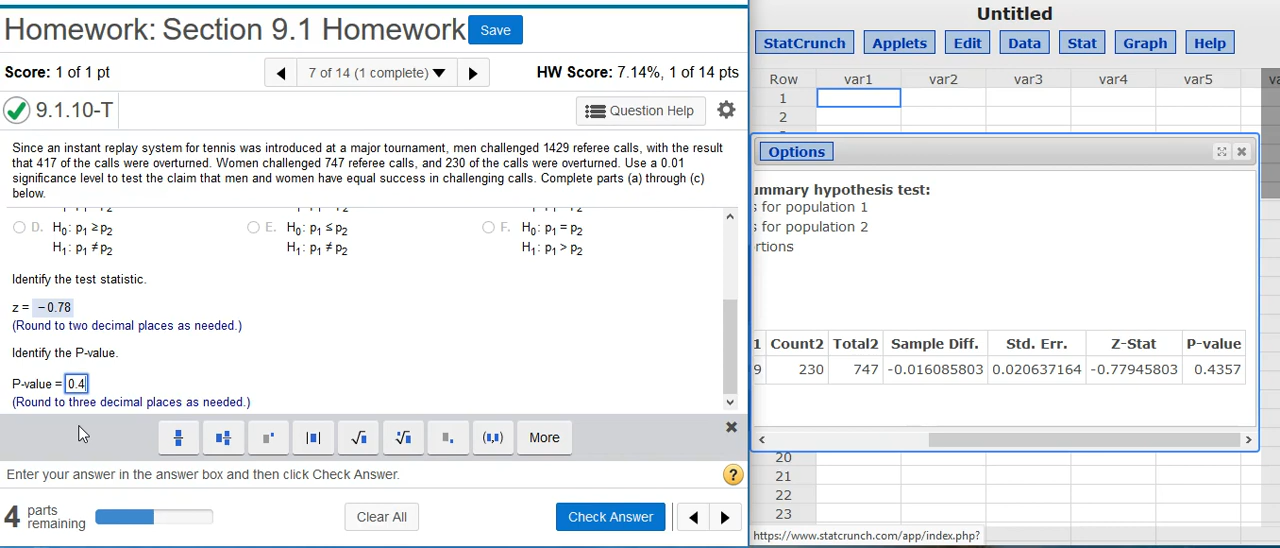 Homework: Section 9.1 Homework
Save
Score: 1 of 1 pt
7 of 14 (1 complete)
HW Score: 7.14%, 1 of 14 pts
9.1.10-T
Question Help
Since an instant replay system for tennis was introduced at a major tournament, men challenged 1429 referee calls, with the result
that 417 of the calls were overturned. Women challenged 747 referee calls, and 230 of the calls were overturned. Use a 0.01
significance level to test the claim that men and women have equal success in challenging calls. Complete parts (a) through (c)
below.
D. H₀: p₁ ≥ p₂
H₁: p₁ ≠ p₂
E. H₀: p₁ ≤ p₂
H₁: p₁ ≠ p₂
F. H₀: p₁ = p₂
H₁: p₁ > p₂
Identify the test statistic.
z = −0.78
(Round to two decimal places as needed.)
Identify the P-value.
P-value = 0.4
(Round to three decimal places as needed.)
More
Enter your answer in the answer box and then click Check Answer.
?
4 parts
remaining
Clear All
Check Answer
Untitled
StatCrunch Applets Edit Data Stat Graph Help
Row var1 var2 var3 var4 var5
1
2
Options
ummary hypothesis test:
s for population 1
s for population 2
rtions
1 Count2 Total2 Sample Diff. Std. Err. Z-Stat P-value
9 230 747 -0.016085803 0.020637164 -0.77945803 0.4357
20
21
22
23
https://www.statcrunch.com/app/index.php?